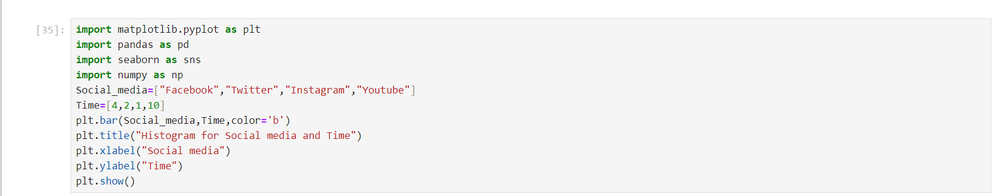 [35]: import matplotlib.pyplot as plt
import pandas as pd
import seaborn as sns
import numpy as np
Social_media=["Facebook","Twitter","Instagram","Youtube"]
Time=[4,2,1,10]
plt.bar(Social_media,Time,color='b')
plt.title("Histogram for Social media and Time")
plt.xlabel("Social media")
plt.ylabel("Time")
plt.show()